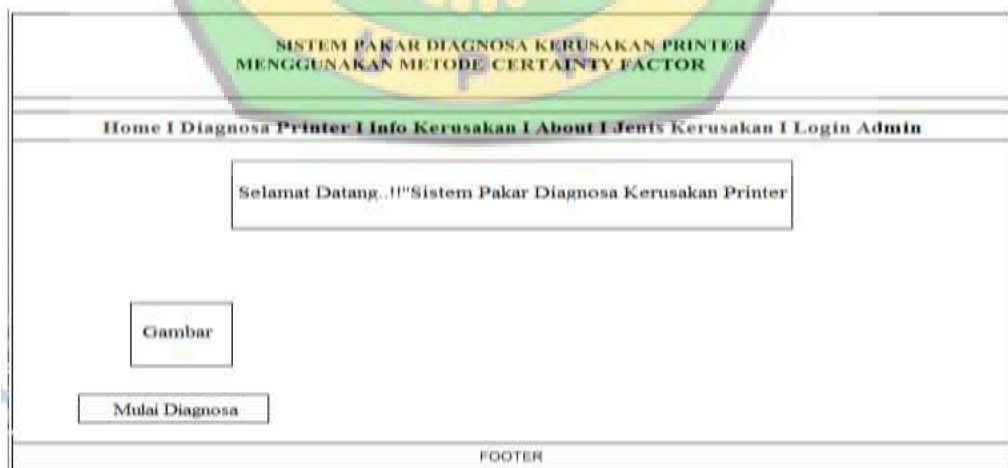 SISTEM PAKAR DIAGNOSA KERUSAKAN PRINTER
MENGGUNAKAN METODE CERTAINTY FACTOR
U P P
Home I Diagnosa Printer I Info Kerusakan I About I Jenis Kerusakan I Login Admin
Selamat Datang..!!"Sistem Pakar Diagnosa Kerusakan Printer
Gambar
Mulai Diagnosa
FOOTER